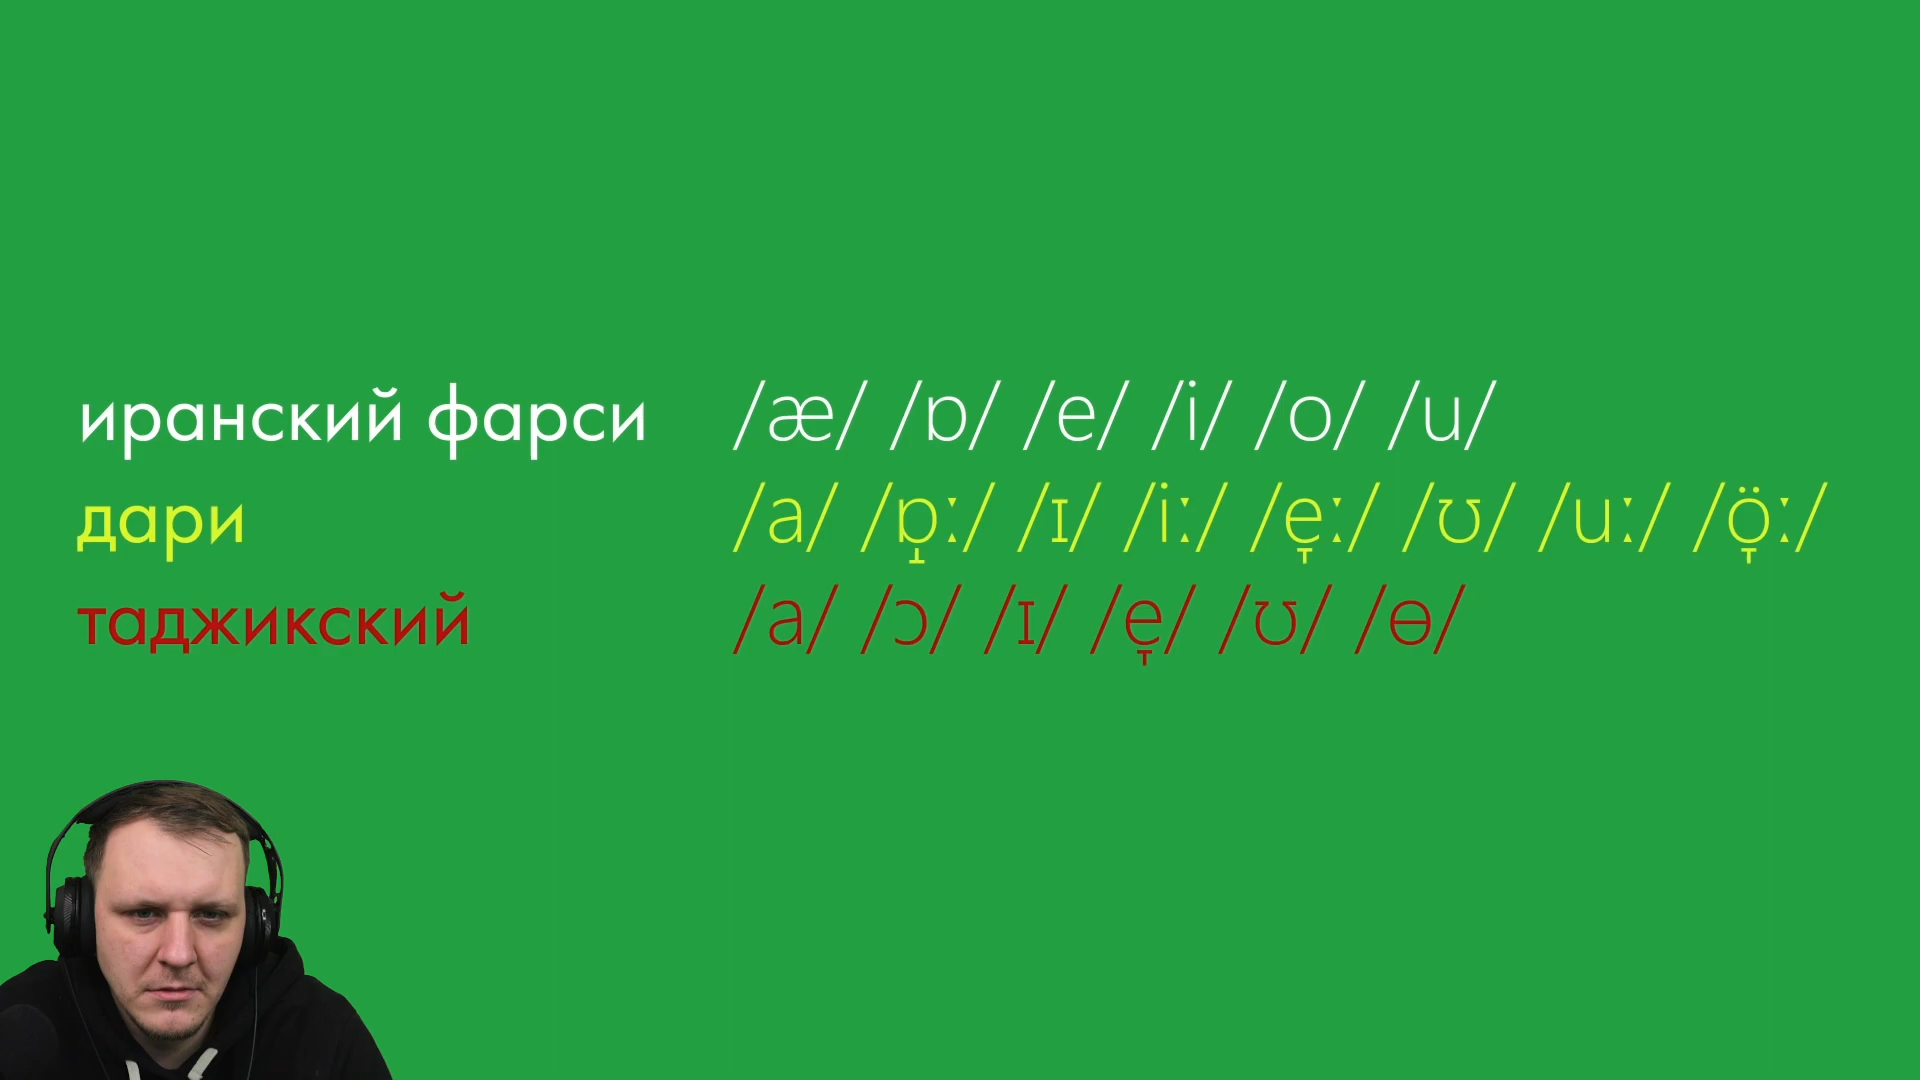 иранский фарси /æ/ /ɒ/ /e/ /i/ /o/ /u/
дари /a/ /ɒ̞ː/ /ɪ/ /iː/ /e̞ː/ /ʊ/ /uː/ /ö̞ː/
таджикский /a/ /ɔ/ /ɪ/ /e̞/ /ʊ/ /ɵ/